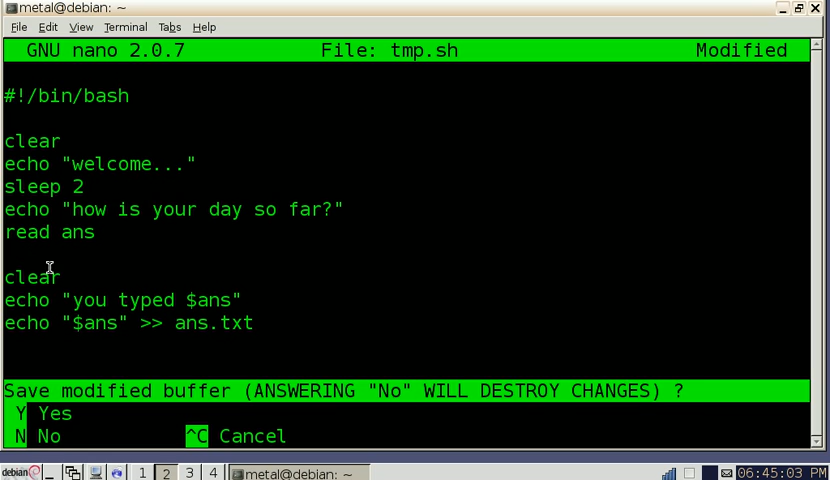 metal@debian: ~
File Edit View Terminal Tabs Help
GNU nano 2.0.7 File: tmp.sh Modified
#!/bin/bash
clear
echo "welcome..."
sleep 2
echo "how is your day so far?"
read ans
clear
echo "you typed $ans"
echo "$ans" >> ans.txt
Save modified buffer (ANSWERING "No" WILL DESTROY CHANGES) ?
Y Yes
N No ^C Cancel
debian 1 2 3 4 metal@debian: ~ 06:45:03 PM